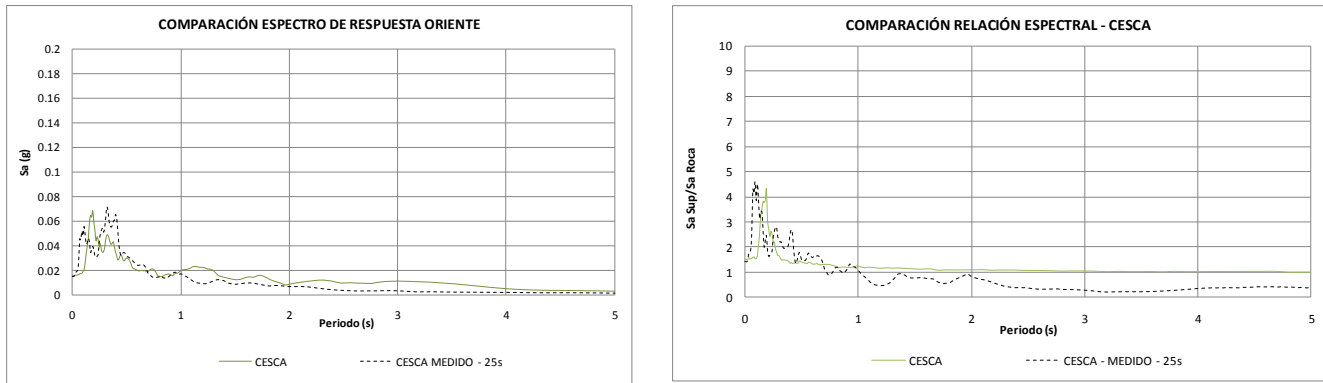 COMPARACIÓN ESPECTRO DE RESPUESTA ORIENTE
0.2
0.18
0.16
0.14
0.12
0.1
0.08
0.06
0.04
0.02
0
Sa (g)
0 1 2 3 4 5
Periodo (s)
CESCA CESCA MEDIDO - 25s
COMPARACIÓN RELACIÓN ESPECTRAL - CESCA
10
9
8
7
6
5
4
3
2
1
0
Sa Sup/Sa Roca
0 1 2 3 4 5
Periodo (s)
CESCA CESCA - MEDIDO - 25s